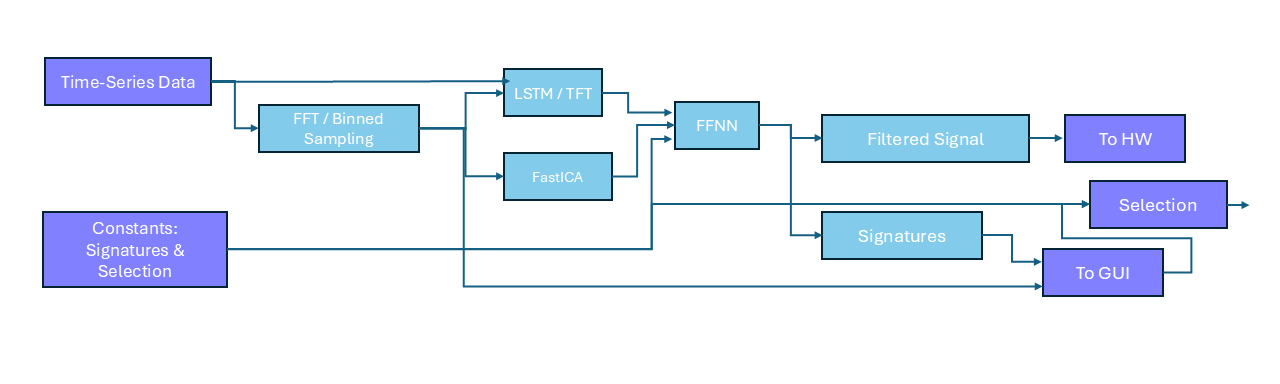 Time-Series Data
FFT / Binned
Sampling
LSTM / TFT
FastICA
FFNN
Filtered Signal
To HW
Constants:
Signatures &
Selection
Signatures
Selection
To GUI